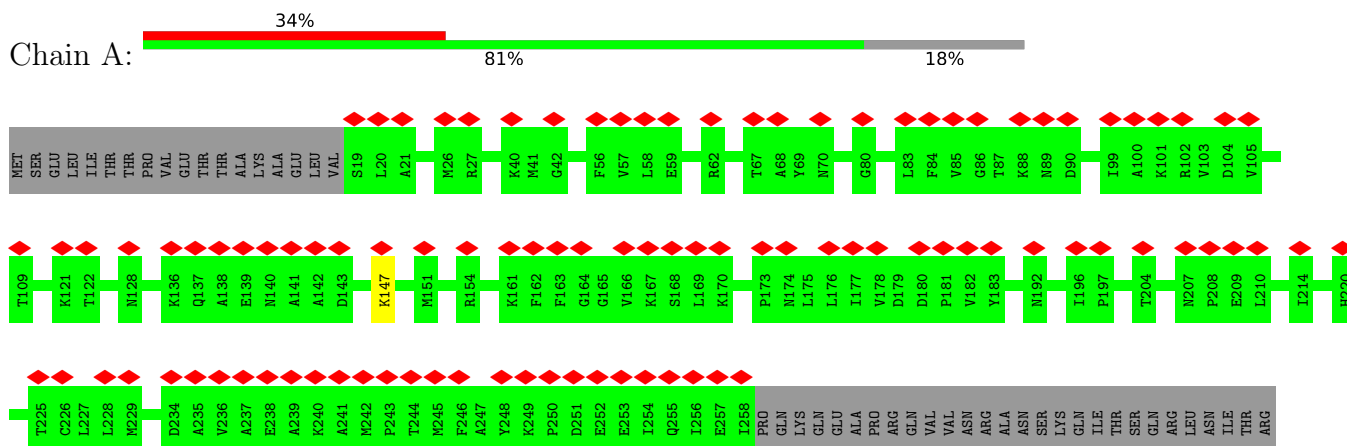 34%
Chain A:
81%
18%
MET SER GLU LEU ILE THR THR PRO VAL GLU THR THR ALA LYS ALA GLU LEU VAL S19 L20 A21 M26 R27 K40 M41 G42 F56 V57 L58 E59 R62 T67 A68 Y69 N70 G80 L83 F84 V85 G86 T87 K88 N89 D90 I99 A100 K101 R102 V103 D104 V105
T109 K121 T122 N128 K136 Q137 A138 E139 N140 A141 A142 D143 K147 M151 R154 K161 F162 F163 G164 G165 V166 K167 S168 L169 K170 P173 N174 L175 L176 I177 V178 D179 D180 P181 V182 Y183 N192 I196 P197 T204 N207 P208 E209 L210 I214 H220
T225 C226 L227 L228 M229 D234 A235 V236 A237 E238 A239 K240 A241 M242 P243 T244 M245 F246 A247 Y248 K249 P250 D251 E252 E253 I254 Q255 I256 E257 I258 PRO GLN LYS GLN GLU ALA PRO ARG GLN VAL VAL ASN ARG ALA ASN SER LYS GLN ILE THR SER GLN ARG LEU ASN ILE THR ARG